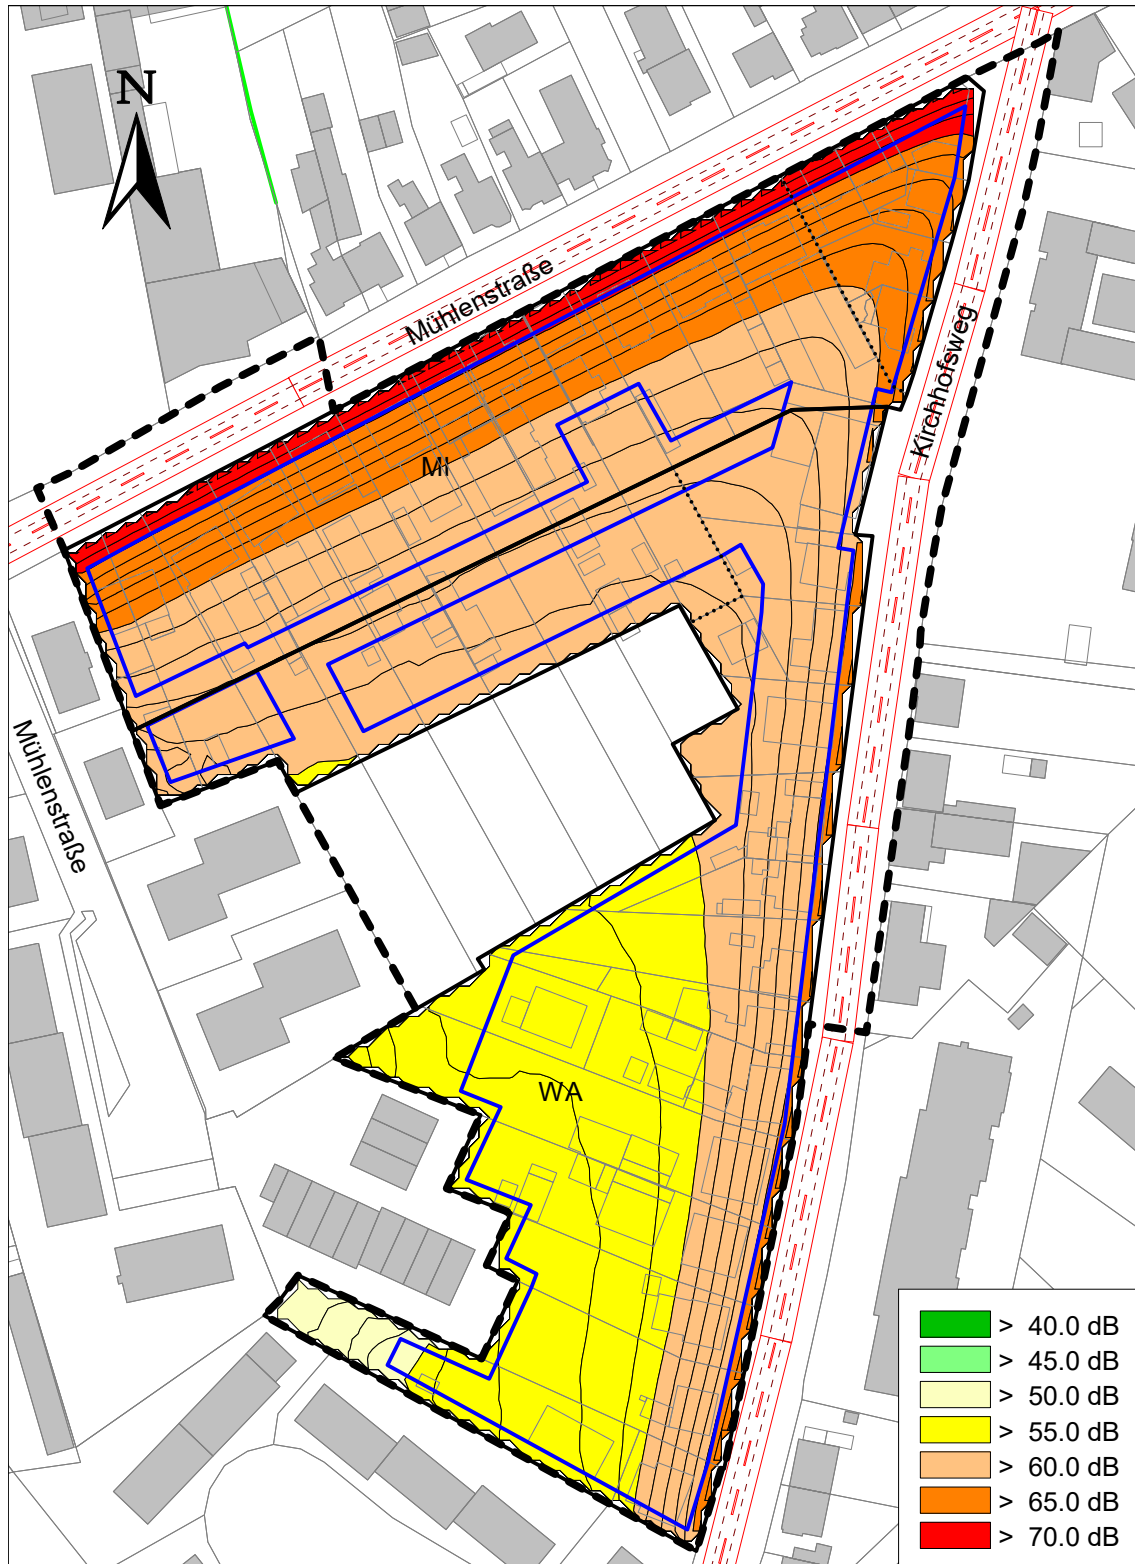 N
Mühlenstraße
Kirchhofsweg
MI
Mühlenstraße
WA
> 40.0 dB
> 45.0 dB
> 50.0 dB
> 55.0 dB
> 60.0 dB
> 65.0 dB
> 70.0 dB